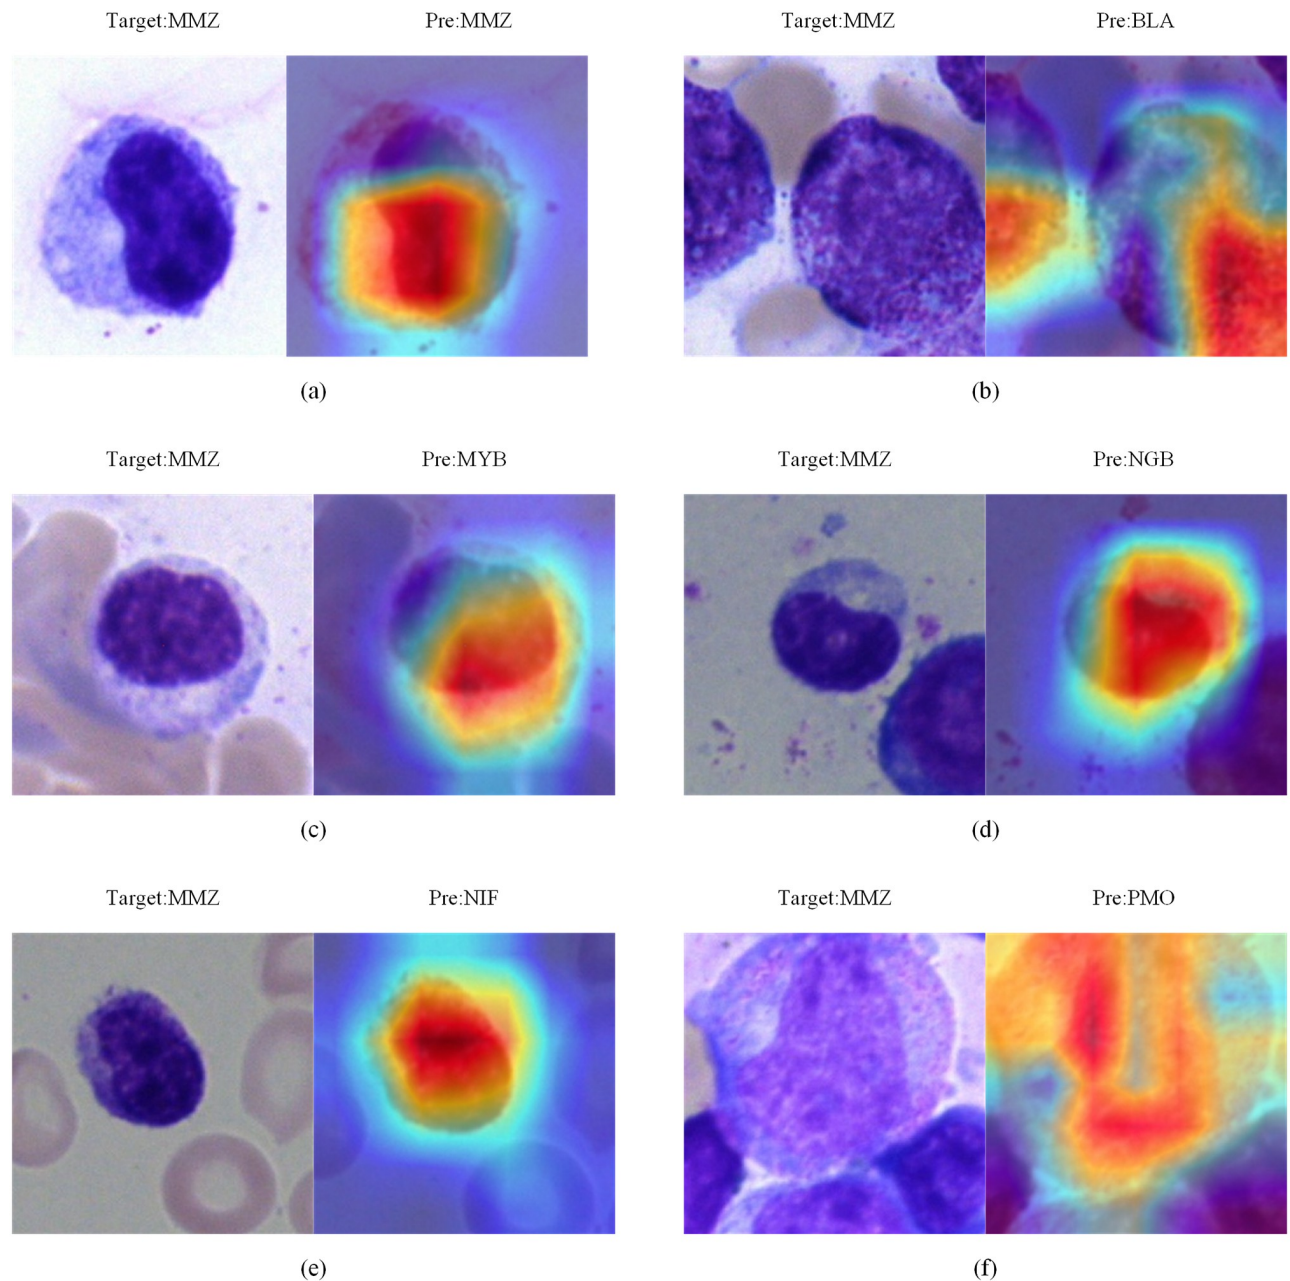 Target:MMZ Pre:MMZ Target:MMZ Pre:BLA
(a) (b)
Target:MMZ Pre:MYB Target:MMZ Pre:NGB
(c) (d)
Target:MMZ Pre:NIF Target:MMZ Pre:PMO
(e) (f)